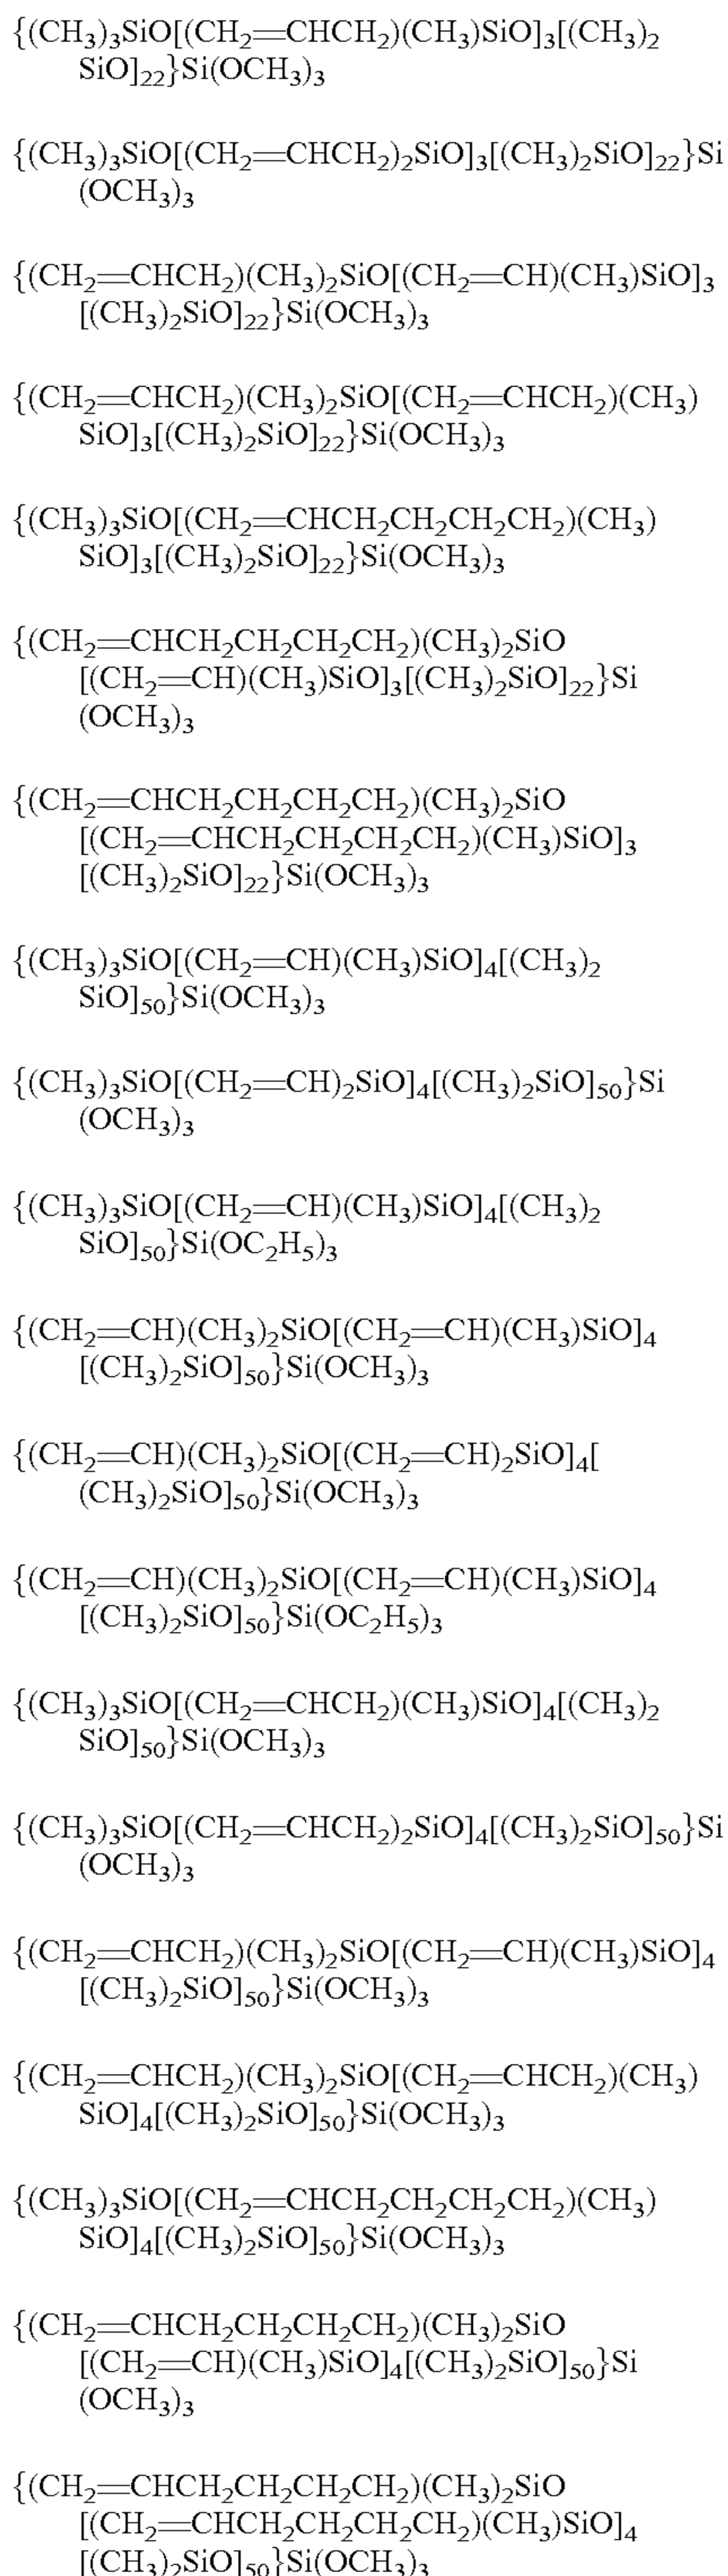 {(CH₃)₃SiO[(CH₂=CHCH₂)(CH₃)SiO]₃[(CH₃)₂
SiO]₂₂}Si(OCH₃)₃
{(CH₃)₃SiO[(CH₂=CHCH₂)₂SiO]₃[(CH₃)₂SiO]₂₂}Si
(OCH₃)₃
{(CH₂=CHCH₂)(CH₃)₂SiO[(CH₂=CH)(CH₃)SiO]₃
[(CH₃)₂SiO]₂₂}Si(OCH₃)₃
{(CH₂=CHCH₂)(CH₃)₂SiO[(CH₂=CHCH₂)(CH₃)
SiO]₃[(CH₃)₂SiO]₂₂}Si(OCH₃)₃
{(CH₃)₃SiO[(CH₂=CHCH₂CH₂CH₂CH₂)(CH₃)
SiO]₃[(CH₃)₂SiO]₂₂}Si(OCH₃)₃
{(CH₂=CHCH₂CH₂CH₂CH₂)(CH₃)₂SiO
[(CH₂=CH)(CH₃)SiO]₃[(CH₃)₂SiO]₂₂}Si
(OCH₃)₃
{(CH₂=CHCH₂CH₂CH₂CH₂)(CH₃)₂SiO
[(CH₂=CHCH₂CH₂CH₂CH₂)(CH₃)SiO]₃
[(CH₃)₂SiO]₂₂}Si(OCH₃)₃
{(CH₃)₃SiO[(CH₂=CH)(CH₃)SiO]₄[(CH₃)₂
SiO]₅₀}Si(OCH₃)₃
{(CH₃)₃SiO[(CH₂=CH)₂SiO]₄[(CH₃)₂SiO]₅₀}Si
(OCH₃)₃
{(CH₃)₃SiO[(CH₂=CH)(CH₃)SiO]₄[(CH₃)₂
SiO]₅₀}Si(OC₂H₅)₃
{(CH₂=CH)(CH₃)₂SiO[(CH₂=CH)(CH₃)SiO]₄
[(CH₃)₂SiO]₅₀}Si(OCH₃)₃
{(CH₂=CH)(CH₃)₂SiO[(CH₂=CH)₂SiO]₄[
(CH₃)₂SiO]₅₀}Si(OCH₃)₃
{(CH₂=CH)(CH₃)₂SiO[(CH₂=CH)(CH₃)SiO]₄
[(CH₃)₂SiO]₅₀}Si(OC₂H₅)₃
{(CH₃)₃SiO[(CH₂=CHCH₂)(CH₃)SiO]₄[(CH₃)₂
SiO]₅₀}Si(OCH₃)₃
{(CH₃)₃SiO[(CH₂=CHCH₂)₂SiO]₄[(CH₃)₂SiO]₅₀}Si
(OCH₃)₃
{(CH₂=CHCH₂)(CH₃)₂SiO[(CH₂=CH)(CH₃)SiO]₄
[(CH₃)₂SiO]₅₀}Si(OCH₃)₃
{(CH₂=CHCH₂)(CH₃)₂SiO[(CH₂=CHCH₂)(CH₃)
SiO]₄[(CH₃)₂SiO]₅₀}Si(OCH₃)₃
{(CH₃)₃SiO[(CH₂=CHCH₂CH₂CH₂CH₂)(CH₃)
SiO]₄[(CH₃)₂SiO]₅₀}Si(OCH₃)₃
{(CH₂=CHCH₂CH₂CH₂CH₂)(CH₃)₂SiO
[(CH₂=CH)(CH₃)SiO]₄[(CH₃)₂SiO]₅₀}Si
(OCH₃)₃
{(CH₂=CHCH₂CH₂CH₂CH₂)(CH₃)₂SiO
[(CH₂=CHCH₂CH₂CH₂CH₂)(CH₃)SiO]₄
[(CH₃)₂SiO]₅₀}Si(OCH₃)₃